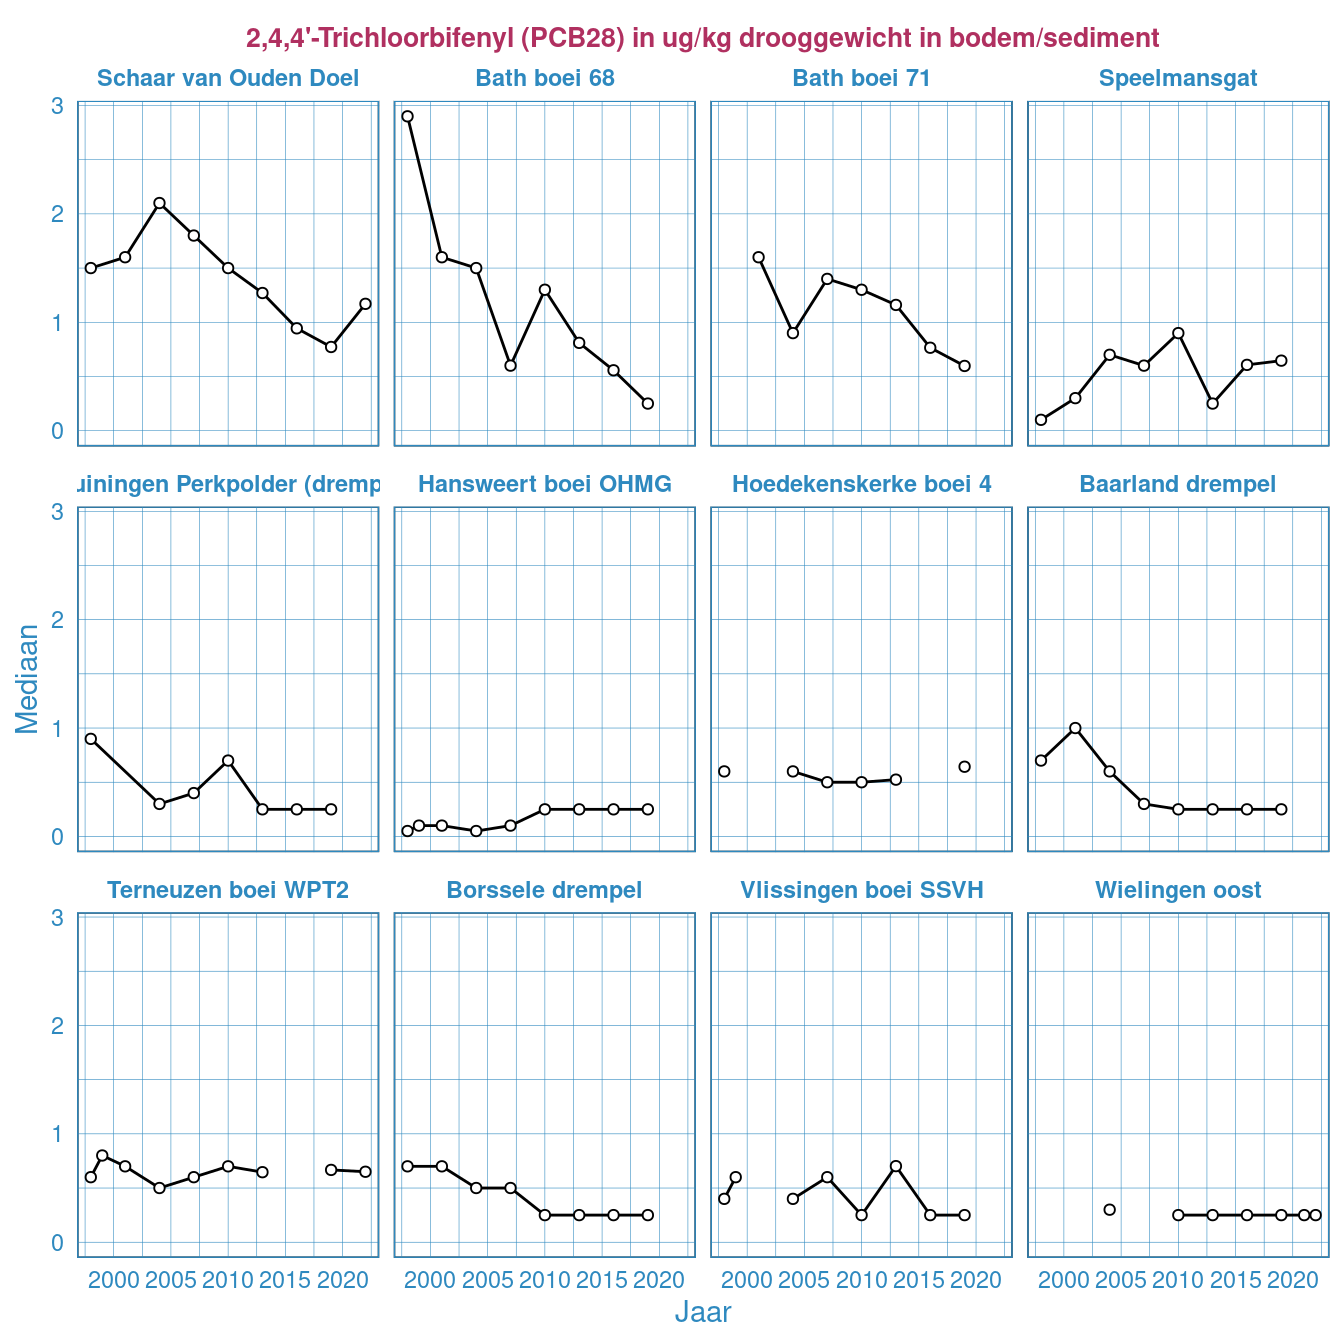 2,4,4'-Trichloorbifenyl (PCB28) in ug/kg drooggewicht in bodem/sediment
Schaar van Ouden Doel
Bath boei 68
Bath boei 71
Speelmansgat
3
2
1
0
uiningen Perkpolder (dremp
Hansweert boei OHMG
Hoedekenskerke boei 4
Baarland drempel
3
2
1
0
Mediaan
Terneuzen boei WPT2
Borssele drempel
Vlissingen boei SSVH
Wielingen oost
3
2
1
0
2000 2005 2010 2015 2020
2000 2005 2010 2015 2020
2000 2005 2010 2015 2020
2000 2005 2010 2015 2020
Jaar